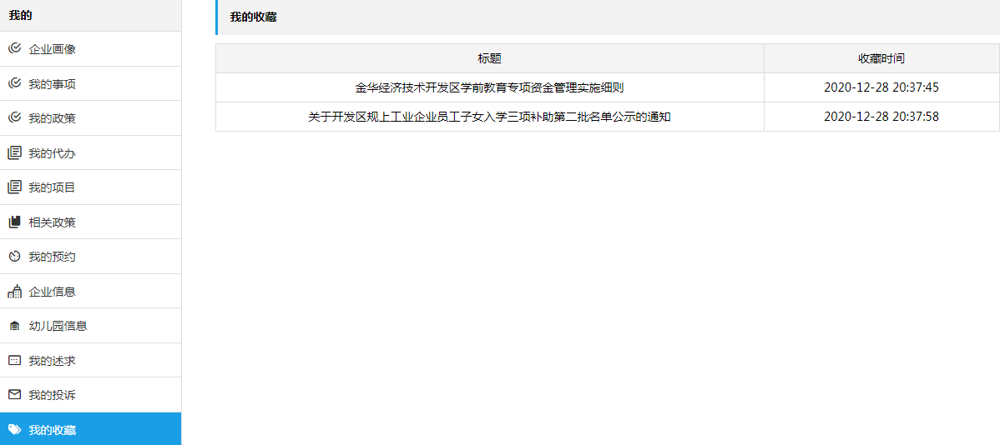 我的
企业画像
我的事项
我的政策
我的代办
我的项目
相关政策
我的预约
企业信息
幼儿园信息
我的述求
我的投诉
我的收藏
我的收藏
标题 收藏时间
金华经济技术开发区学前教育专项资金管理实施细则 2020-12-28 20:37:45
关于开发区规上工业企业员工子女入学三项补助第二批名单公示的通知 2020-12-28 20:37:58